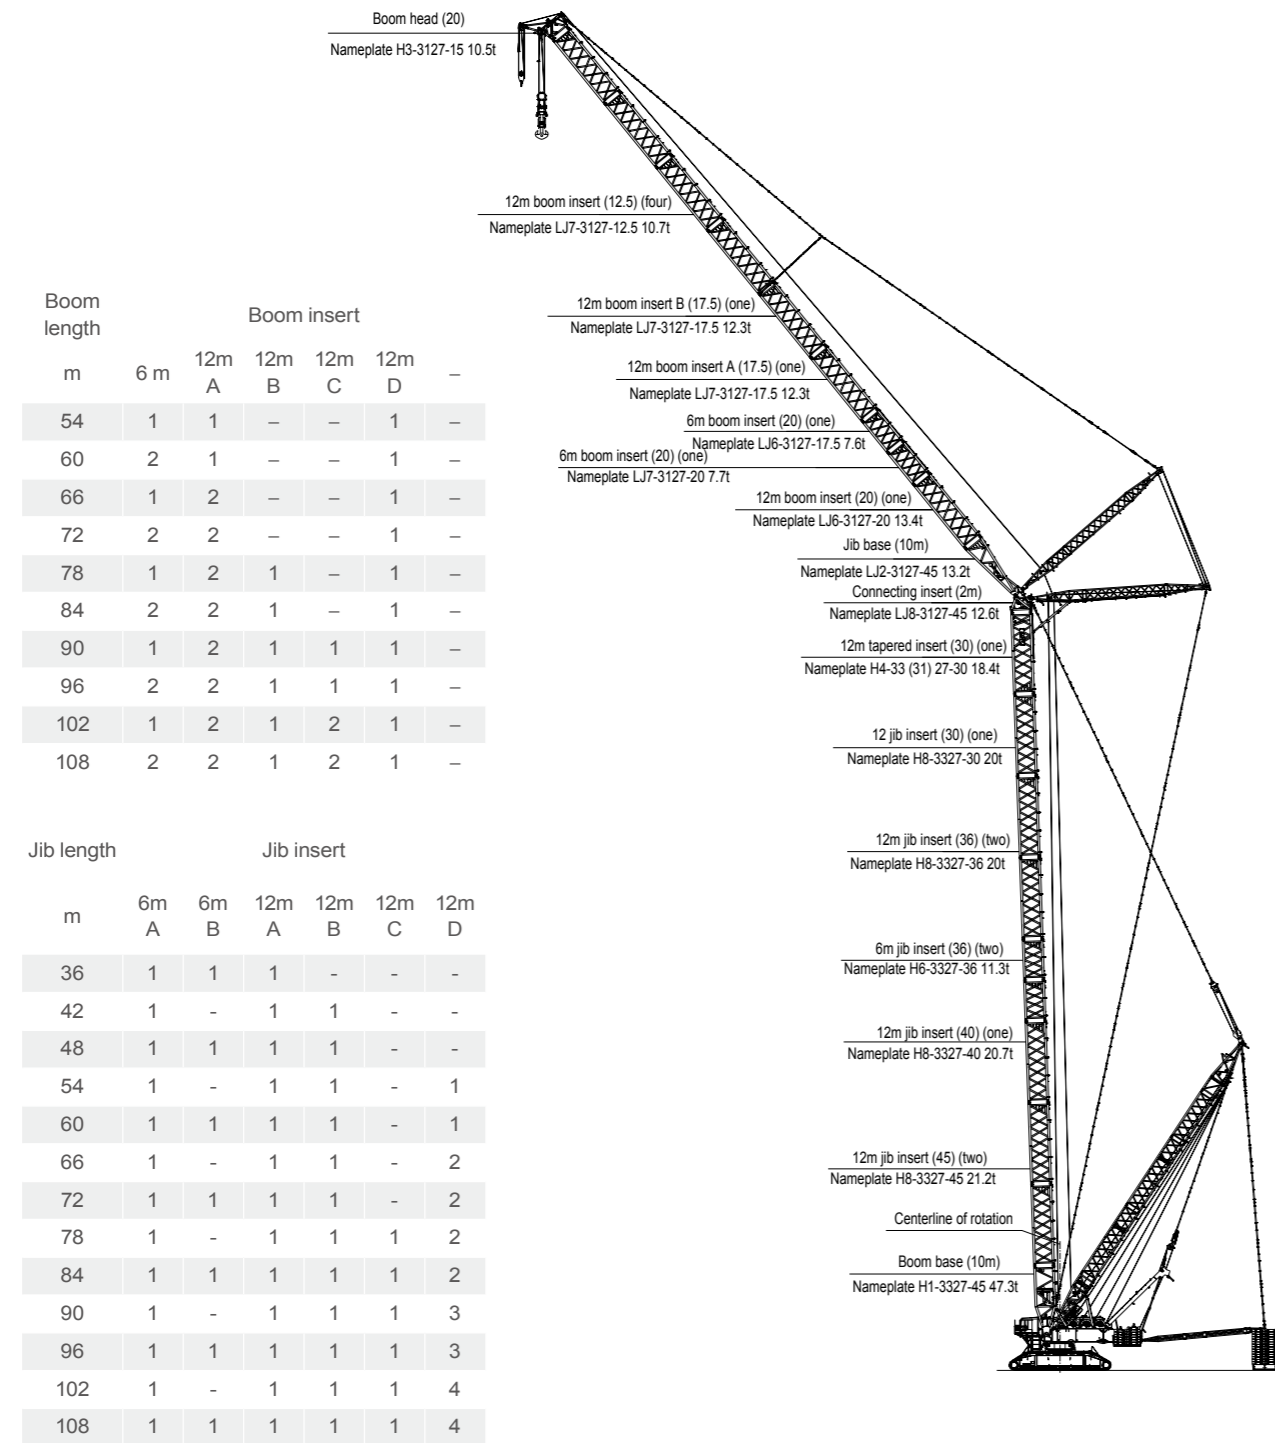 Boom head (20)
Nameplate H3-3127-15 10.5t
12m boom insert (12.5) (four)
Nameplate LJ7-3127-12.5 10.7t
12m boom insert B (17.5) (one)
Nameplate LJ7-3127-17.5 12.3t
12m boom insert A (17.5) (one)
Nameplate LJ7-3127-17.5 12.3t
6m boom insert (20) (one)
Nameplate LJ6-3127-17.5 7.6t
6m boom insert (20) (one)
Nameplate LJ7-3127-20 7.7t
12m boom insert (20) (one)
Nameplate LJ6-3127-20 13.4t
Jib base (10m)
Nameplate LJ2-3127-45 13.2t
Connecting insert (2m)
Nameplate LJ8-3127-45 12.6t
12m tapered insert (30) (one)
Nameplate H4-33 (31) 27-30 18.4t
12 jib insert (30) (one)
Nameplate H8-3327-30 20t
12m jib insert (36) (two)
Nameplate H8-3327-36 20t
6m jib insert (36) (two)
Nameplate H6-3327-36 11.3t
12m jib insert (40) (one)
Nameplate H8-3327-40 20.7t
12m jib insert (45) (two)
Nameplate H8-3327-45 21.2t
Centerline of rotation
Boom base (10m)
Nameplate H1-3327-45 47.3t
Boom length Boom insert
m 6 m 12m A 12m B 12m C 12m D –
54 1 1 – – 1 –
60 2 1 – – 1 –
66 1 2 – – 1 –
72 2 2 – – 1 –
78 1 2 1 – 1 –
84 2 2 1 – 1 –
90 1 2 1 1 1 –
96 2 2 1 1 1 –
102 1 2 1 2 1 –
108 2 2 1 2 1 –
Jib length Jib insert
m 6m A 6m B 12m A 12m B 12m C 12m D
36 1 1 1 - - -
42 1 - 1 1 - -
48 1 1 1 1 - -
54 1 - 1 1 - 1
60 1 1 1 1 - 1
66 1 - 1 1 - 2
72 1 1 1 1 - 2
78 1 - 1 1 1 2
84 1 1 1 1 1 2
90 1 - 1 1 1 3
96 1 1 1 1 1 3
102 1 - 1 1 1 4
108 1 1 1 1 1 4